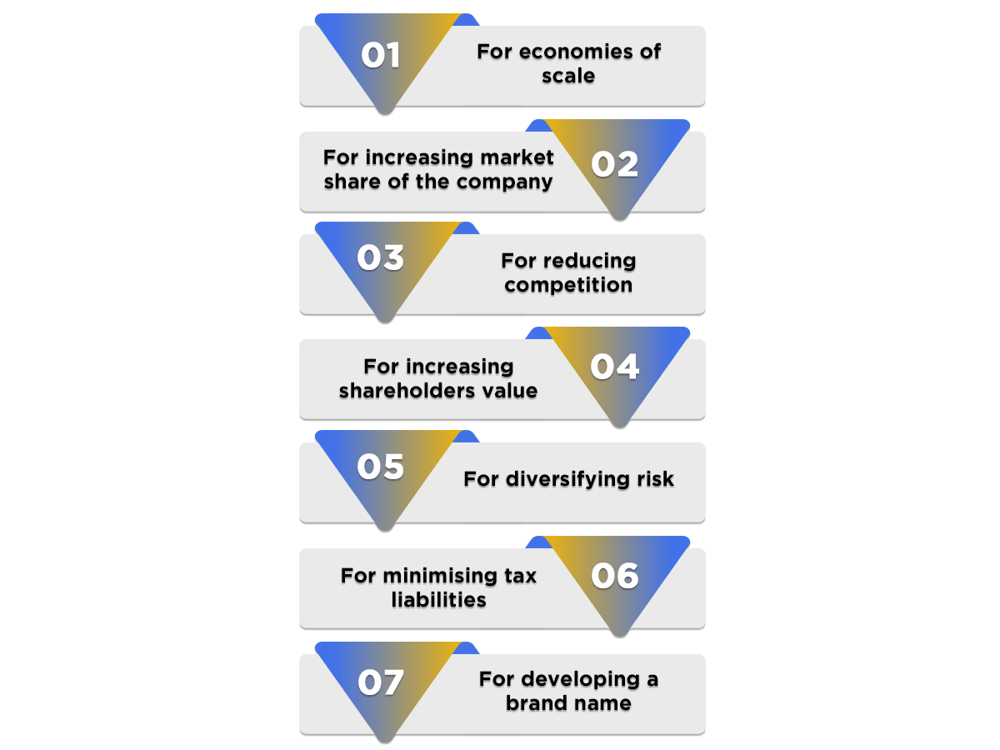 01
For economies of
scale
For increasing market
share of the company
02
03
For reducing
competition
For increasing
shareholders value
04
05
For diversifying risk
For minimising tax
liabilities
06
07
For developing a
brand name